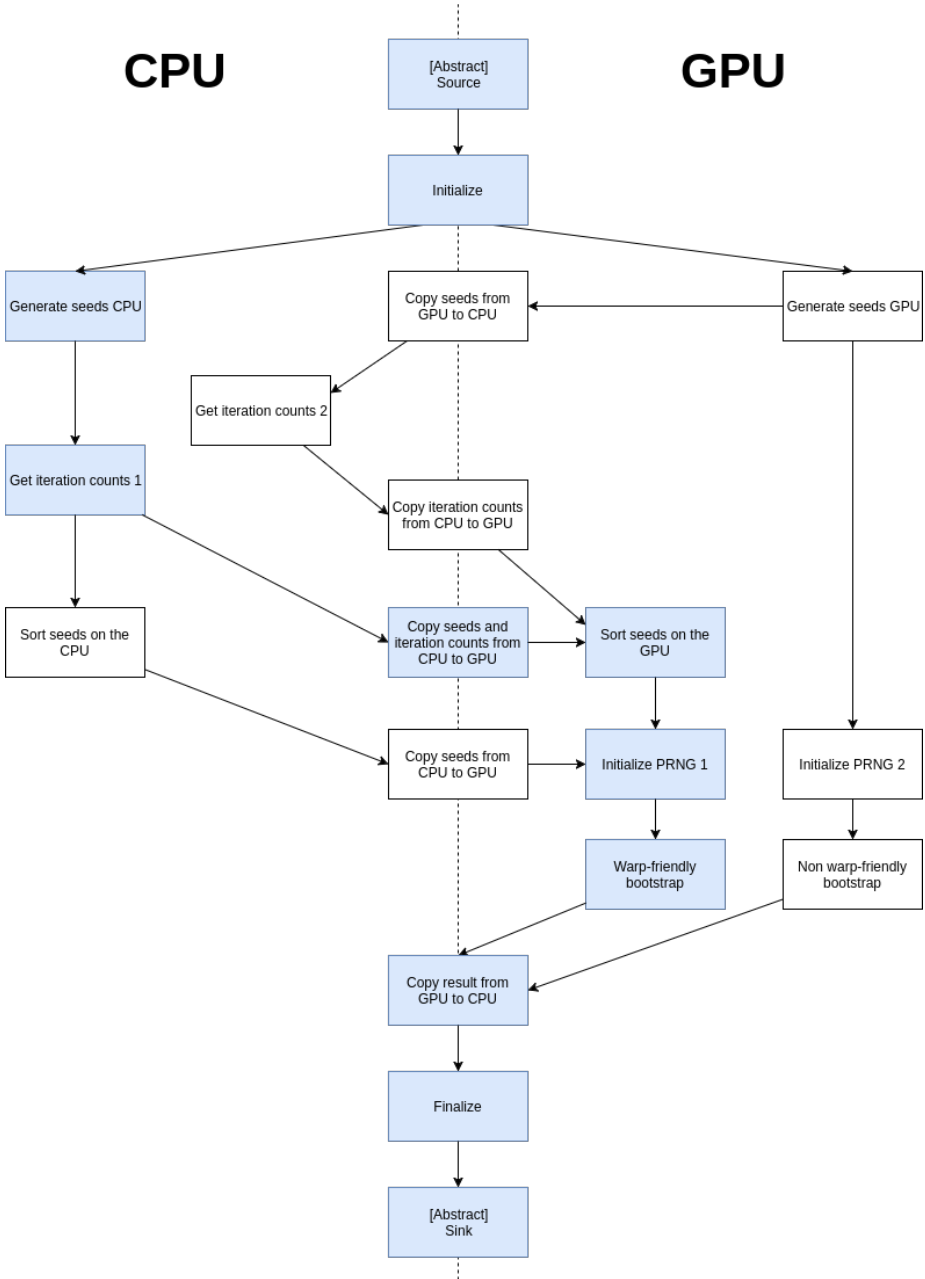 CPU
GPU
[Abstract]
Source
Initialize
Generate seeds CPU
Copy seeds from
GPU to CPU
Generate seeds GPU
Get iteration counts 2
Get iteration counts 1
Copy iteration counts
from CPU to GPU
Sort seeds on the
CPU
Copy seeds and
iteration counts from
CPU to GPU
Sort seeds on the
GPU
Copy seeds from
CPU to GPU
Initialize PRNG 1
Initialize PRNG 2
Warp-friendly
bootstrap
Non warp-friendly
bootstrap
Copy result from
GPU to CPU
Finalize
[Abstract]
Sink